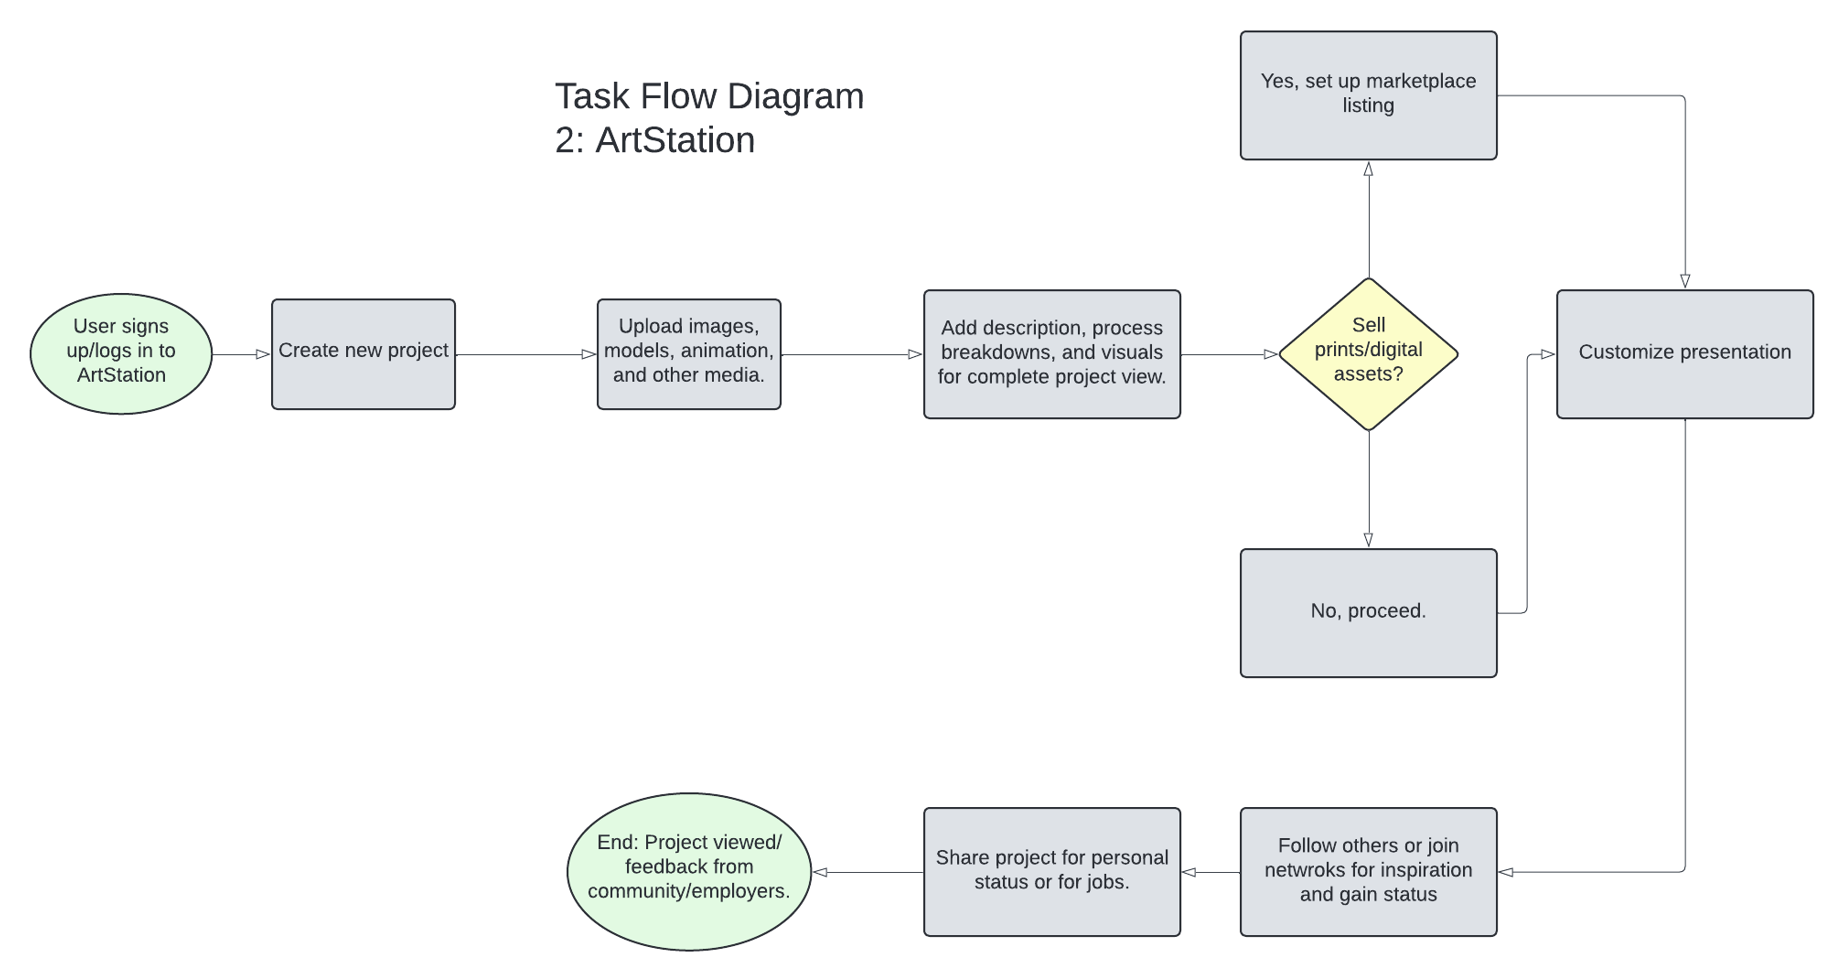 Task Flow Diagram
2: ArtStation
User signs
up/logs in to
ArtStation
Create new project
Upload images,
models, animation,
and other media.
Add description, process
breakdowns, and visuals
for complete project view.
Sell
prints/digital
assets?
Yes, set up marketplace
listing
No, proceed.
Customize presentation
Follow others or join
netwroks for inspiration
and gain status
Share project for personal
status or for jobs.
End: Project viewed/
feedback from
community/employers.